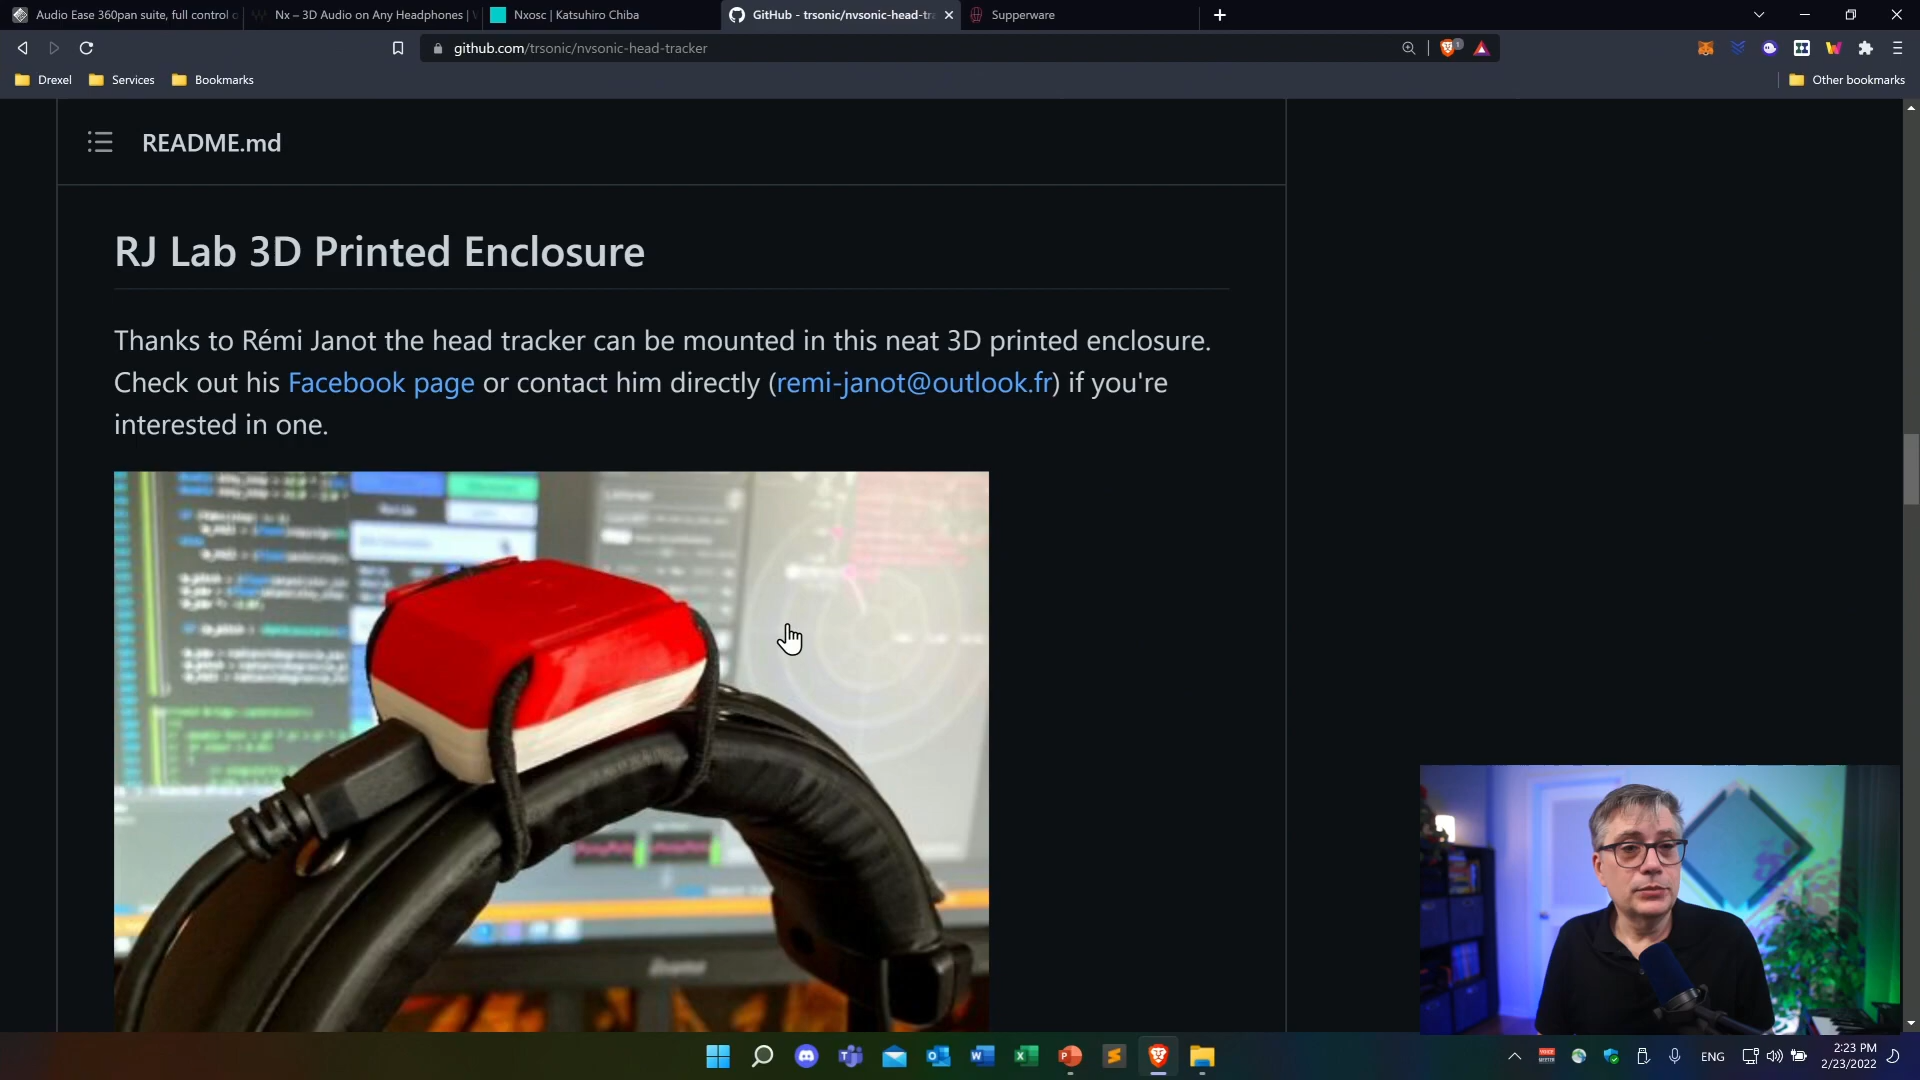 Audio Ease 360pan suite, full control o
Nx – 3D Audio on Any Headphones |
Nxosc | Katsuhiro Chiba
GitHub - trsonic/nvsonic-head-tr
Supperware
github.com/trsonic/nvsonic-head-tracker
1
Drexel
Services
Bookmarks
Other bookmarks
README.md
RJ Lab 3D Printed Enclosure
Thanks to Rémi Janot the head tracker can be mounted in this neat 3D printed enclosure.
Check out his Facebook page or contact him directly (remi-janot@outlook.fr) if you're
interested in one.
ENG
2:23 PM
2/23/2022